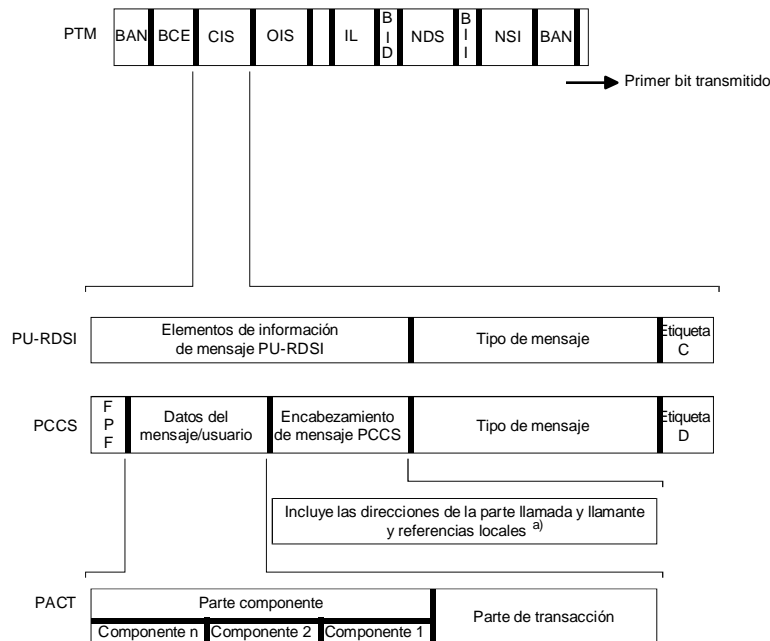 PTM BAN BCE CIS OIS IL BID NDS BII NSI BAN
Primer bit transmitido
PU-RDSI
Elementos de información
de mensaje PU-RDSI
Tipo de mensaje
Etiqueta
C
PCCS
FPF
Datos del
mensaje/usuario
Encabezamiento
de mensaje PCCS
Tipo de mensaje
Etiqueta
D
Incluye las direcciones de la parte llamada y llamante
y referencias locales a)
PACT
Parte componente
Componente n Componente 2 Componente 1
Parte de transacción